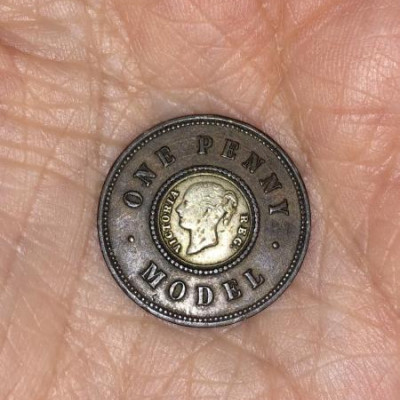 ONE PENNY
· MODEL ·
VICTORIA REG